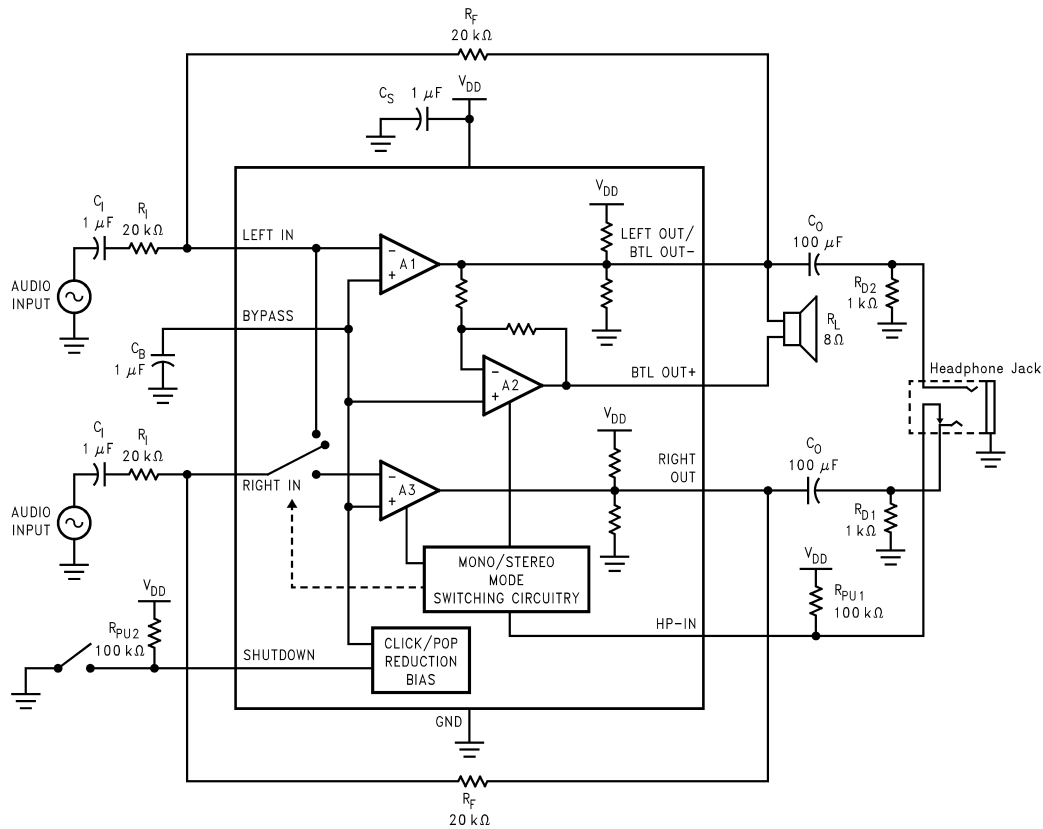 R_F
20 kΩ
C_S 1 μF
V_DD
C_I
1 μF
R_I
20 kΩ
AUDIO
INPUT
LEFT IN
A1
−
+
V_DD
LEFT OUT/
BTL OUT−
C_O
100 μF
R_D2
1 kΩ
R_L
8Ω
BYPASS
C_B
1 μF
−
A2
+
BTL OUT+
Headphone Jack
C_I
1 μF
R_I
20 kΩ
AUDIO
INPUT
RIGHT IN
−
A3
+
V_DD
RIGHT
OUT
C_O
100 μF
R_D1
1 kΩ
MONO/STEREO
MODE
SWITCHING CIRCUITRY
V_DD
R_PU1
100 kΩ
HP-IN
V_DD
R_PU2
100 kΩ
SHUTDOWN
CLICK/POP
REDUCTION
BIAS
GND
R_F
20 kΩ